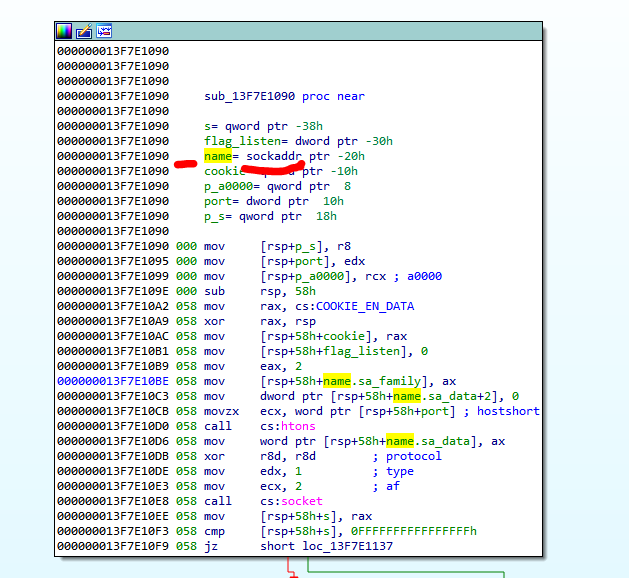 000000013F7E1090
000000013F7E1090
000000013F7E1090
000000013F7E1090 sub_13F7E1090 proc near
000000013F7E1090
000000013F7E1090 s= qword ptr -38h
000000013F7E1090 flag_listen= dword ptr -30h
000000013F7E1090 name= sockaddr ptr -20h
000000013F7E1090 cookie= qword ptr -10h
000000013F7E1090 p_a0000= qword ptr  8
000000013F7E1090 port= dword ptr  10h
000000013F7E1090 p_s= qword ptr  18h
000000013F7E1090
000000013F7E1090 000 mov     [rsp+p_s], r8
000000013F7E1095 000 mov     [rsp+port], edx
000000013F7E1099 000 mov     [rsp+p_a0000], rcx ; a0000
000000013F7E109E 000 sub     rsp, 58h
000000013F7E10A2 058 mov     rax, cs:COOKIE_EN_DATA
000000013F7E10A9 058 xor     rax, rsp
000000013F7E10AC 058 mov     [rsp+58h+cookie], rax
000000013F7E10B1 058 mov     [rsp+58h+flag_listen], 0
000000013F7E10B9 058 mov     eax, 2
000000013F7E10BE 058 mov     [rsp+58h+name.sa_family], ax
000000013F7E10C3 058 mov     dword ptr [rsp+58h+name.sa_data+2], 0
000000013F7E10CB 058 movzx   ecx, word ptr [rsp+58h+port] ; hostshort
000000013F7E10D0 058 call    cs:htons
000000013F7E10D6 058 mov     word ptr [rsp+58h+name.sa_data], ax
000000013F7E10DB 058 xor     r8d, r8d        ; protocol
000000013F7E10DE 058 mov     edx, 1          ; type
000000013F7E10E3 058 mov     ecx, 2          ; af
000000013F7E10E8 058 call    cs:socket
000000013F7E10EE 058 mov     [rsp+58h+s], rax
000000013F7E10F3 058 cmp     [rsp+58h+s], 0FFFFFFFFFFFFFFFFh
000000013F7E10F9 058 jz      short loc_13F7E1137